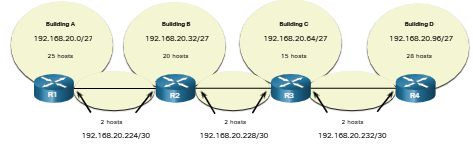 Building A
192.168.20.0/27
25 hosts
Building B
192.168.20.32/27
20 hosts
Building C
192.168.20.64/27
15 hosts
Building D
192.168.20.96/27
28 hosts
R1
R2
R3
R4
2 hosts
192.168.20.224/30
2 hosts
192.168.20.228/30
2 hosts
192.168.20.232/30